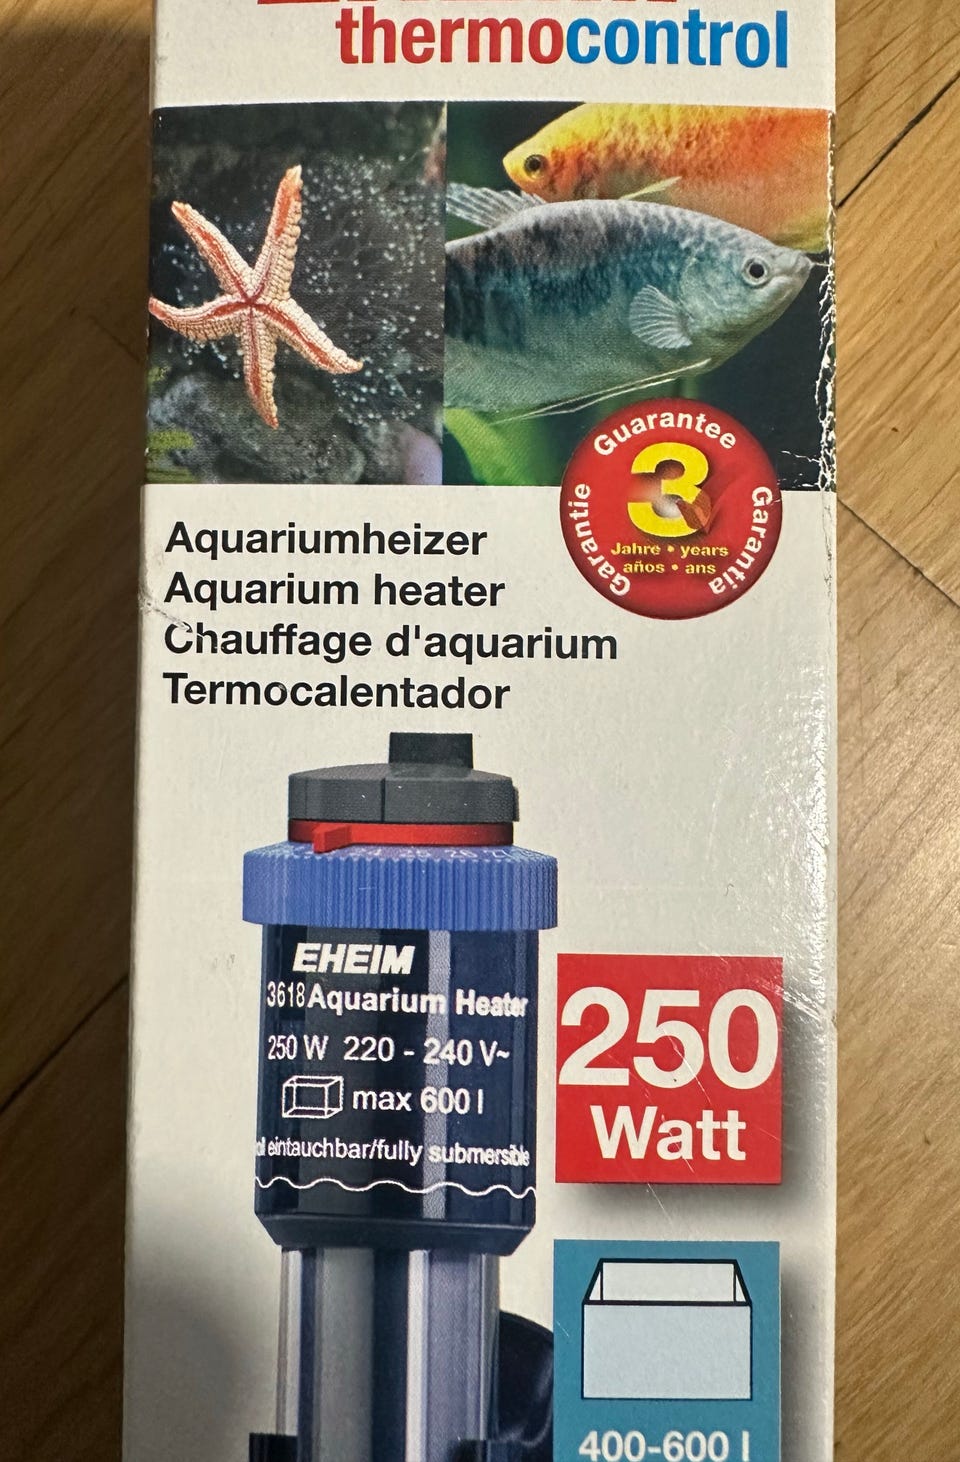 thermocontrol
Guarantee
Garantie
Garantia
3
Jahre • years
años • ans
Aquariumheizer
Aquarium heater
Chauffage d'aquarium
Termocalentador
EHEIM
3618 Aquarium Heater
250 W 220 - 240 V~
max 600 l
eintauchbar/fully submersible
250
Watt
400-600 l